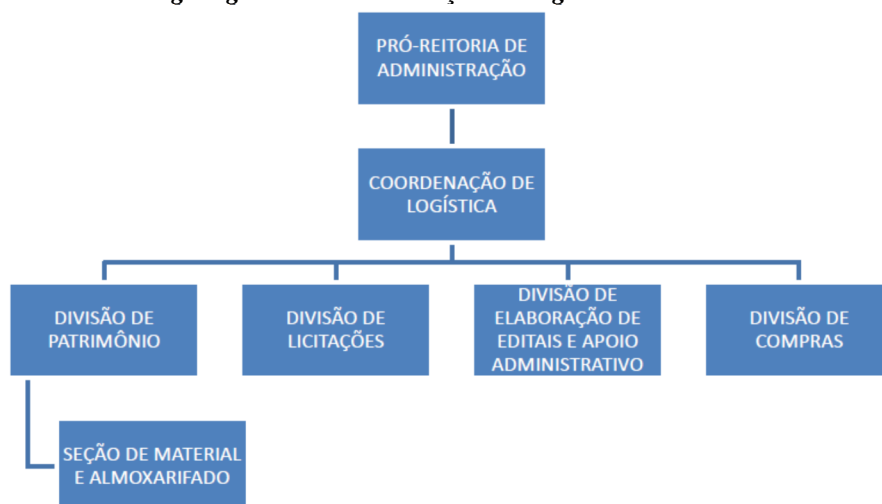 PRÓ-REITORIA DE
ADMINISTRAÇÃO
COORDENAÇÃO DE
LOGÍSTICA
DIVISÃO DE
PATRIMÔNIO
DIVISÃO DE
LICITAÇÕES
DIVISÃO DE
ELABORAÇÃO DE
EDITAIS E APOIO
ADMINISTRATIVO
DIVISÃO DE
COMPRAS
SEÇÃO DE MATERIAL
E ALMOXARIFADO